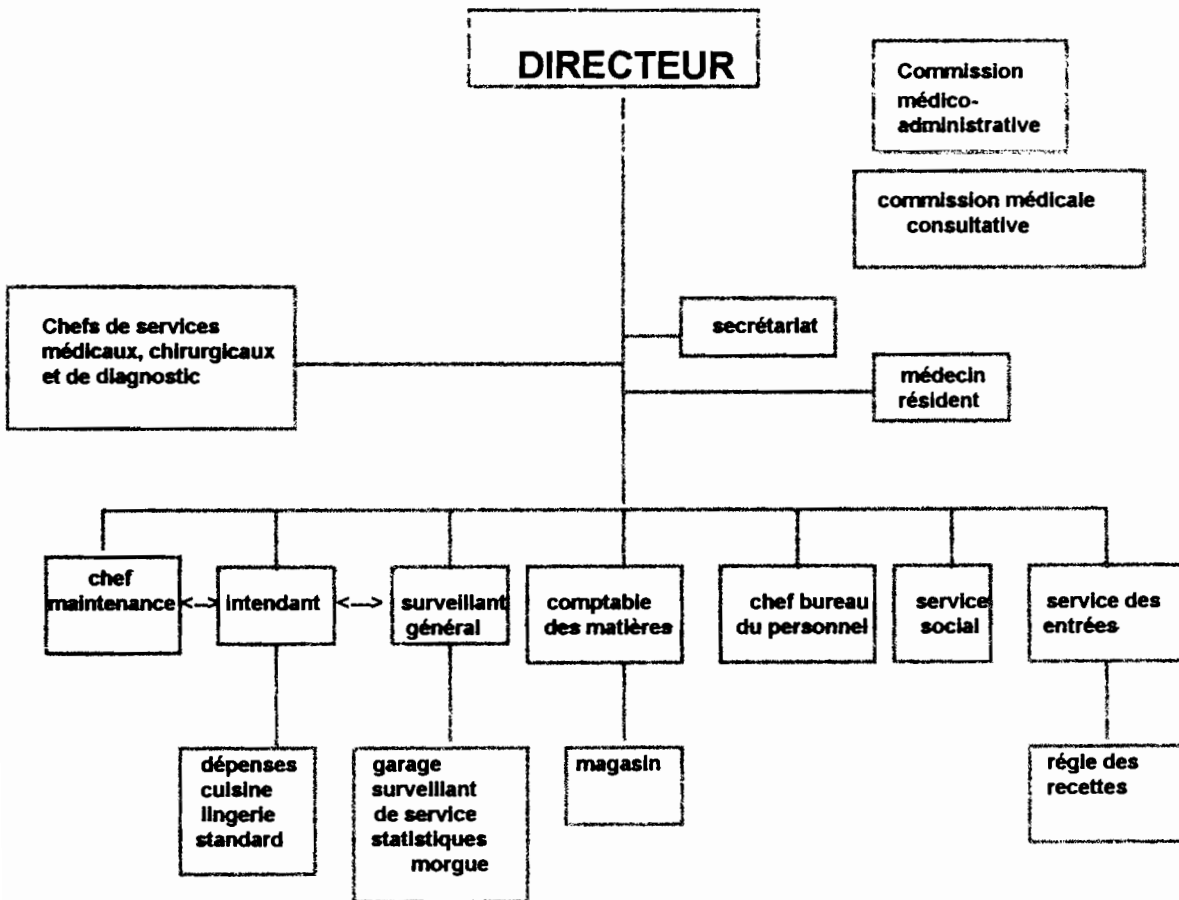 DIRECTEUR
Commission
médico-
administrative
commission médicale
consultative
Chefs de services
médicaux, chirurgicaux
et de diagnostic
secrétariat
médecin
résident
chef
maintenance
<--->
intendant
<--->
surveillant
général
comptable
des matières
chef bureau
du personnel
service
social
service des
entrées
dépenses
cuisine
lingerie
standard
garage
surveillant
de service
statistiques
morgue
magasin
régie des
recettes